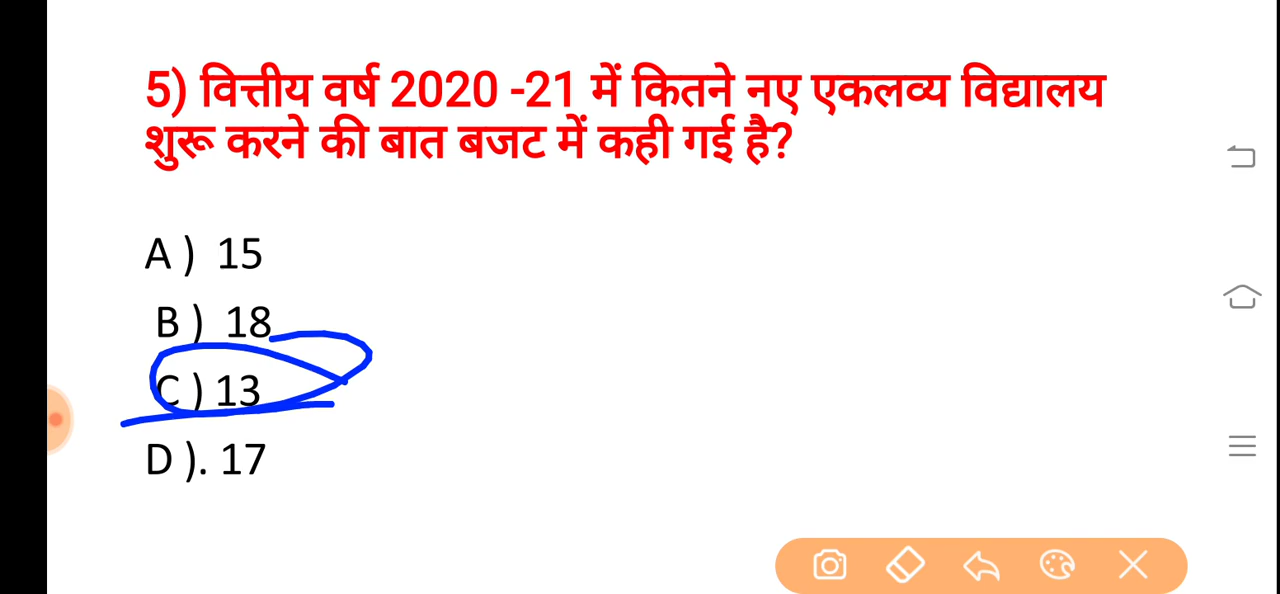 5) वित्तीय वर्ष 2020 -21 में कितने नए एकलव्य विद्यालय
शुरू करने की बात बजट में कही गई है?
A ) 15
B ) 18
C ) 13
D ). 17